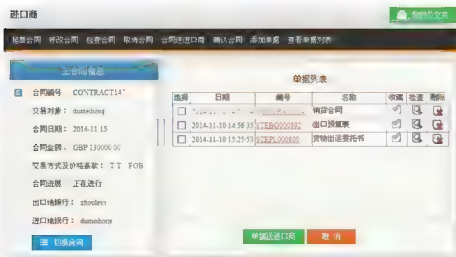 进口商
起草合同 修改合同 检查合同 取消合同 合同送进口商 确认合同 添加单据 查看单据列表
主合同信息
合同编号 CONTRACT14
交易对象：
合同日期：2014-11-15
合同金额：GBP
交易方式及价格条款：T T FOB
合同进展 正在进行
出口地银行：
进口地银行：
切换合同
单据列表
选择 日期 编号 名称 收藏 检查 删除
销货合同
2014-11-10 14:56:35 STEBG000892 出口预算表
2014-11-10 15:25:53 STEPL000600 货物出运委托书
单据送进口商 取消